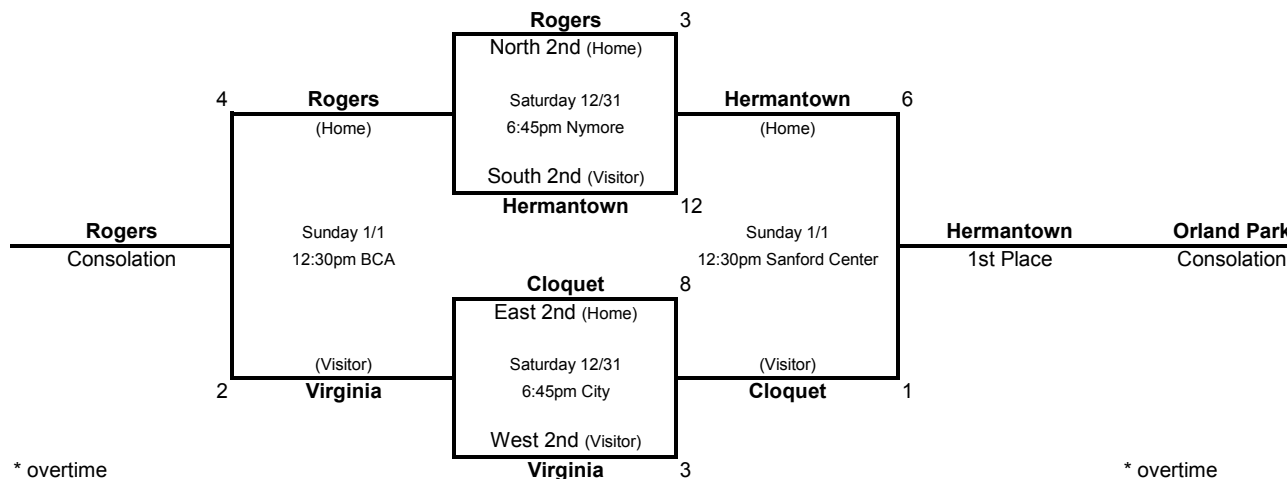 Rogers 3
North 2nd (Home)
4 Rogers Saturday 12/31 Hermantown 6
(Home) 6:45pm Nymore (Home)
South 2nd (Visitor)
Hermantown 12
Rogers Sunday 1/1 Sunday 1/1 Hermantown Orland Park
Consolation 12:30pm BCA 12:30pm Sanford Center 1st Place Consolation
Cloquet 8
East 2nd (Home)
(Visitor) Saturday 12/31 (Visitor)
2 Virginia 6:45pm City Cloquet 1
West 2nd (Visitor)
* overtime Virginia 3 * overtime